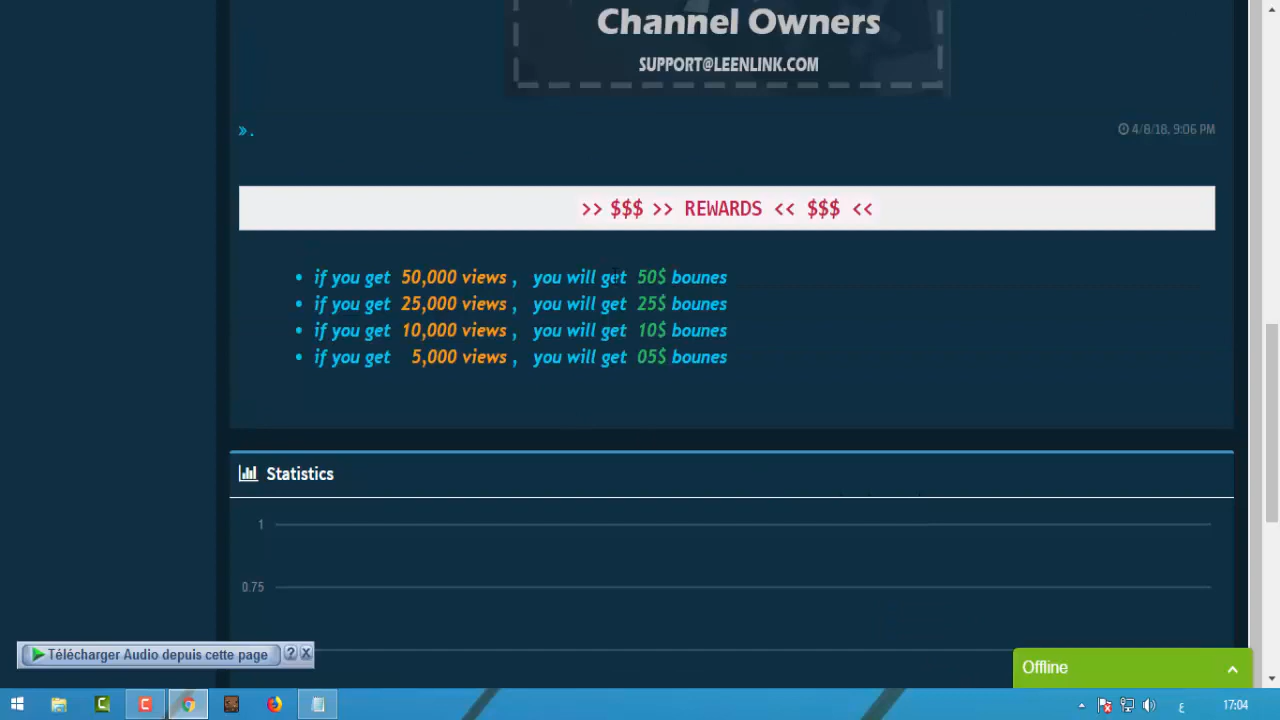 Channel Owners
SUPPORT@LEENLINK.COM
» .
4/8/18, 9:06 PM
>> $$$ >> REWARDS << $$$ <<
• if you get 50,000 views , you will get 50$ bounes
• if you get 25,000 views , you will get 25$ bounes
• if you get 10,000 views , you will get 10$ bounes
• if you get 5,000 views , you will get 05$ bounes
Statistics
1
0.75
Télécharger Audio depuis cette page ? X
Offline
ع 17:04